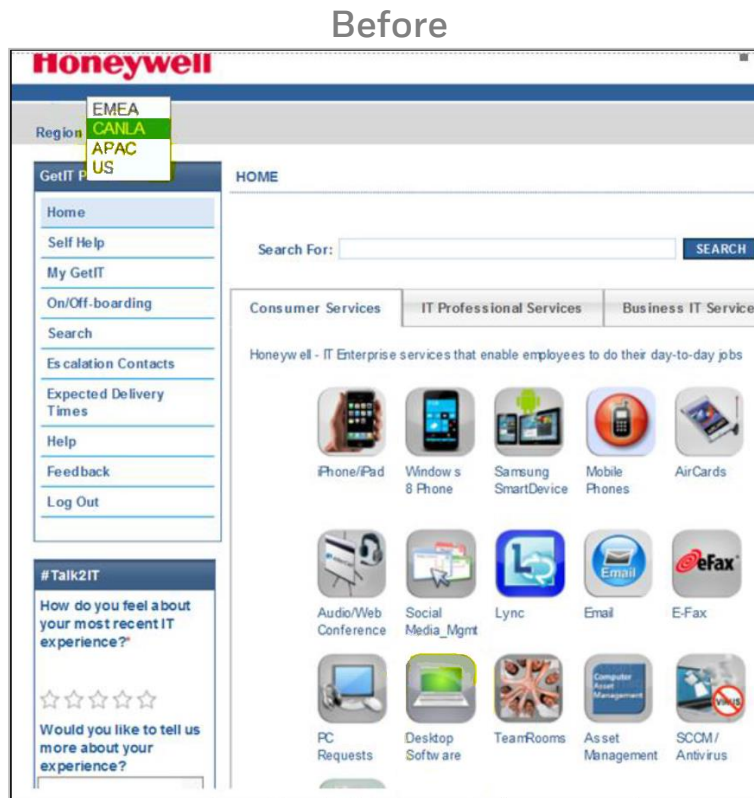 Before
Honeywell
EMEA
Region CANLA
APAC
US
GetIT P
HOME
Home
Self Help
My GetIT
On/Off-boarding
Search
Escalation Contacts
Expected Delivery
Times
Help
Feedback
Log Out
Search For:
SEARCH
Consumer Services
IT Professional Services
Business IT Service
Honeywell - IT Enterprise services that enable employees to do their day-to-day jobs
iPhone/iPad
Windows
8 Phone
Samsung
SmartDevice
Mobile
Phones
AirCards
Email
eFax
Audio/Web
Conference
Social
Media_Mgmt
Lync
Email
E-Fax
Computer
Asset
Management
VIRUS
PC
Requests
Desktop
Software
TeamRooms
Asset
Management
SCCM /
Antivirus
#Talk2IT
How do you feel about
your most recent IT
experience?*
Would you like to tell us
more about your
experience?